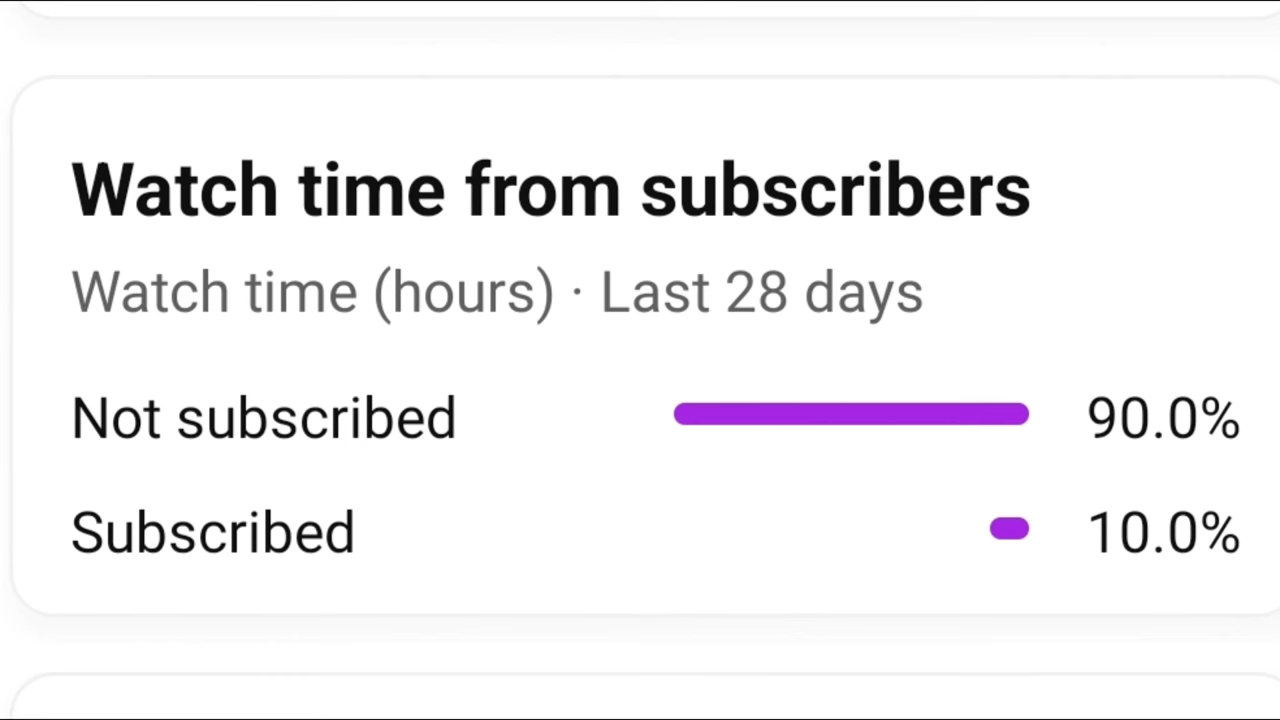 Watch time from subscribers
Watch time (hours) · Last 28 days
Not subscribed 90.0%
Subscribed 10.0%